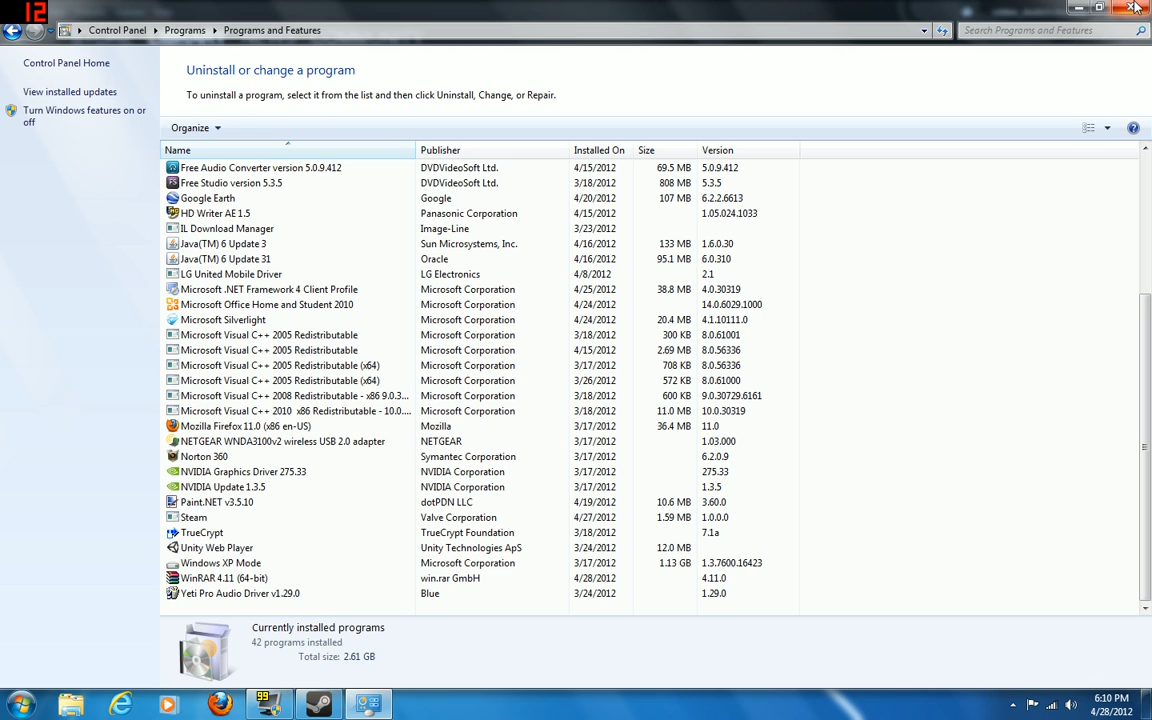 12
Control Panel Programs Programs and Features Search Programs and Features
Control Panel Home
View installed updates
Turn Windows features on or
off
Uninstall or change a program
To uninstall a program, select it from the list and then click Uninstall, Change, or Repair.
Organize
Name Publisher Installed On Size Version
Free Audio Converter version 5.0.9.412 DVDVideoSoft Ltd. 4/15/2012 69.5 MB 5.0.9.412
Free Studio version 5.3.5 DVDVideoSoft Ltd. 3/18/2012 808 MB 5.3.5
Google Earth Google 4/20/2012 107 MB 6.2.2.6613
HD Writer AE 1.5 Panasonic Corporation 4/15/2012 1.05.024.1033
IL Download Manager Image-Line 3/23/2012
Java(TM) 6 Update 3 Sun Microsystems, Inc. 4/16/2012 133 MB 1.6.0.30
Java(TM) 6 Update 31 Oracle 4/16/2012 95.1 MB 6.0.310
LG United Mobile Driver LG Electronics 4/8/2012 2.1
Microsoft .NET Framework 4 Client Profile Microsoft Corporation 4/25/2012 38.8 MB 4.0.30319
Microsoft Office Home and Student 2010 Microsoft Corporation 4/24/2012 14.0.6029.1000
Microsoft Silverlight Microsoft Corporation 4/24/2012 20.4 MB 4.1.10111.0
Microsoft Visual C++ 2005 Redistributable Microsoft Corporation 3/18/2012 300 KB 8.0.61001
Microsoft Visual C++ 2005 Redistributable Microsoft Corporation 4/15/2012 2.69 MB 8.0.56336
Microsoft Visual C++ 2005 Redistributable (x64) Microsoft Corporation 3/17/2012 708 KB 8.0.56336
Microsoft Visual C++ 2005 Redistributable (x64) Microsoft Corporation 3/26/2012 572 KB 8.0.61000
Microsoft Visual C++ 2008 Redistributable - x86 9.0.3... Microsoft Corporation 3/18/2012 600 KB 9.0.30729.6161
Microsoft Visual C++ 2010 x86 Redistributable - 10.0.... Microsoft Corporation 3/18/2012 11.0 MB 10.0.30319
Mozilla Firefox 11.0 (x86 en-US) Mozilla 3/17/2012 36.4 MB 11.0
NETGEAR WNDA3100v2 wireless USB 2.0 adapter NETGEAR 3/17/2012 1.03.000
Norton 360 Symantec Corporation 3/17/2012 6.2.0.9
NVIDIA Graphics Driver 275.33 NVIDIA Corporation 3/17/2012 275.33
NVIDIA Update 1.3.5 NVIDIA Corporation 3/17/2012 1.3.5
Paint.NET v3.5.10 dotPDN LLC 4/19/2012 10.6 MB 3.60.0
Steam Valve Corporation 4/27/2012 1.59 MB 1.0.0.0
TrueCrypt TrueCrypt Foundation 3/18/2012 7.1a
Unity Web Player Unity Technologies ApS 3/24/2012 12.0 MB
Windows XP Mode Microsoft Corporation 3/17/2012 1.13 GB 1.3.7600.16423
WinRAR 4.11 (64-bit) win.rar GmbH 4/28/2012 4.11.0
Yeti Pro Audio Driver v1.29.0 Blue 3/24/2012 1.29.0
Currently installed programs
42 programs installed
Total size: 2.61 GB
99
6:10 PM
4/28/2012